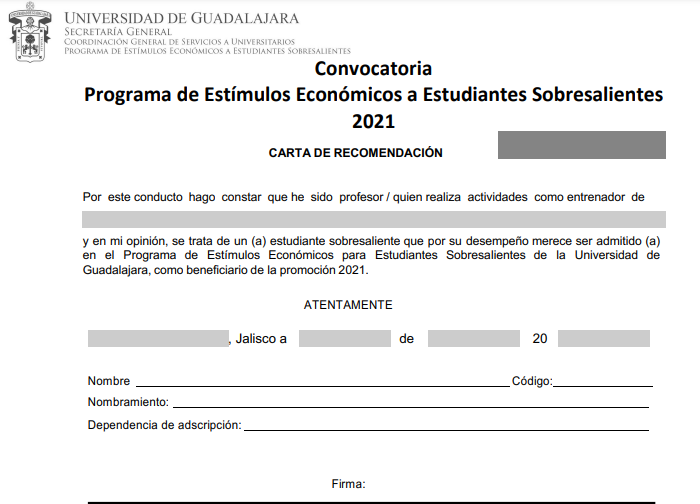 UNIVERSIDAD DE GUADALAJARA
SECRETARÍA GENERAL
COORDINACIÓN GENERAL DE SERVICIOS A UNIVERSITARIOS
PROGRAMA DE ESTÍMULOS ECONÓMICOS A ESTUDIANTES SOBRESALIENTES
Convocatoria
Programa de Estímulos Económicos a Estudiantes Sobresalientes
2021
CARTA DE RECOMENDACIÓN
Por este conducto hago constar que he sido profesor / quien realiza actividades como entrenador de
y en mi opinión, se trata de un (a) estudiante sobresaliente que por su desempeño merece ser admitido (a)
en el Programa de Estímulos Económicos para Estudiantes Sobresalientes de la Universidad de
Guadalajara, como beneficiario de la promoción 2021.
ATENTAMENTE
, Jalisco a de 20
Nombre Código:
Nombramiento:
Dependencia de adscripción:
Firma: